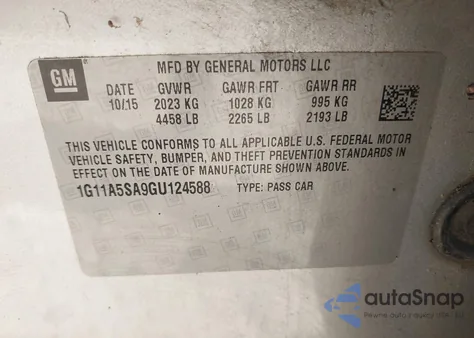 GM
MFD BY GENERAL MOTORS LLC
DATE GVWR GAWR FRT GAWR RR
10/15 2023 KG 1028 KG 995 KG
4458 LB 2265 LB 2193 LB
THIS VEHICLE CONFORMS TO ALL APPLICABLE U.S. FEDERAL MOTOR
VEHICLE SAFETY, BUMPER, AND THEFT PREVENTION STANDARDS IN
EFFECT ON THE DATE OF MANUFACTURE SHOWN ABOVE.
1G11A5SA9GU124588 TYPE: PASS CAR
autoSnap